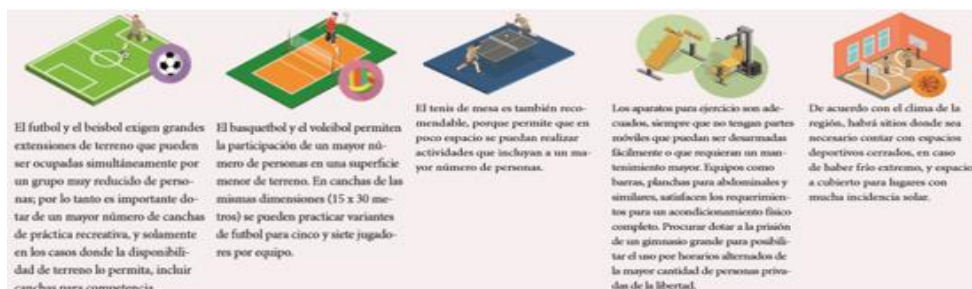 El futbol y el beisbol exigen grandes
extensiones de terreno que pueden
ser ocupadas simultáneamente por
un grupo muy reducido de perso-
nas; por lo tanto es importante do-
tar de un mayor número de canchas
de práctica recreativa, y solamente
en los casos donde la disponibili-
dad de terreno lo permita, incluir
canchas para competencia.
El basquetbol y el voleibol permiten
la participación de un mayor nú-
mero de personas en una superficie
menor de terreno. En canchas de las
mismas dimensiones (15 x 30 me-
tros) se pueden practicar variantes
de futbol para cinco y siete jugado-
res por equipo.
El tenis de mesa es también reco-
mendable, porque permite que en
poco espacio se puedan realizar
actividades que incluyan a un ma-
yor número de personas.
Los aparatos para ejercicio son ade-
cuados, siempre que no tengan partes
móviles que puedan ser desarmadas
fácilmente o que requieran un man-
tenimiento mayor. Equipos como
barras, planchas para abdominales y
similares, satisfacen los requerimien-
tos para un acondicionamiento físico
completo. Procurar dotar a la prisión
de un gimnasio grande para posibili-
tar el uso por horarios alternados de
la mayor cantidad de personas priva-
das de la libertad.
De acuerdo con el clima de la
región, habrá sitios donde sea
necesario contar con espacios
deportivos cerrados, en caso
de haber frío extremo, y espacio
a cubierto para lugares con
mucha incidencia solar.